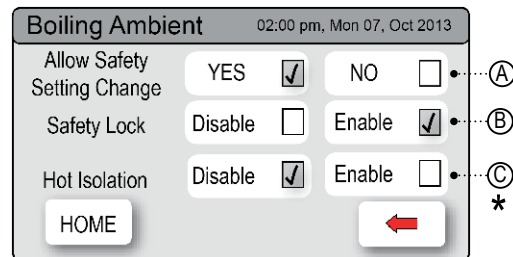 Boiling Ambient 02:00 pm, Mon 07, Oct 2013
Allow Safety
Setting Change YES NO A
Safety Lock Disable Enable B
Hot Isolation Disable Enable C
*
HOME